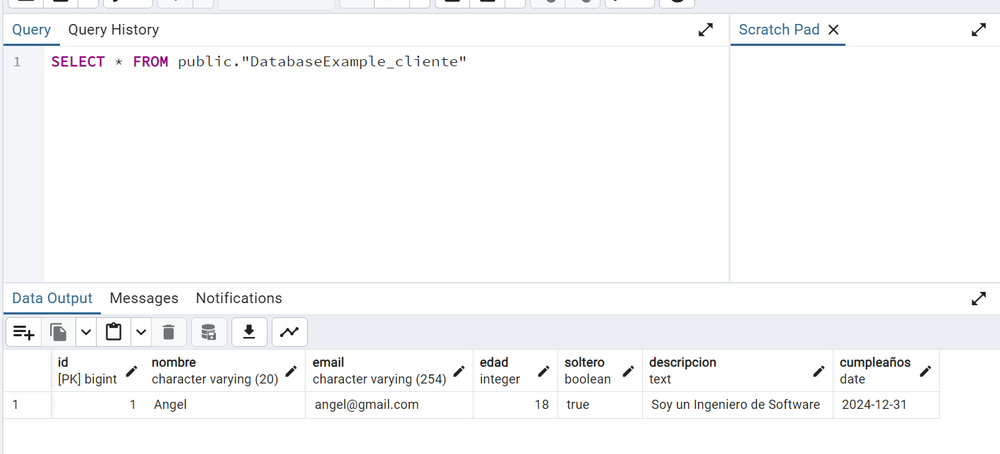 Query Query History Scratch Pad
1 SELECT * FROM public."DatabaseExample_cliente"
Data Output Messages Notifications
id nombre email edad soltero descripcion cumpleaños
[PK] bigint character varying (20) character varying (254) integer boolean text date
1 1 Angel angel@gmail.com 18 true Soy un Ingeniero de Software 2024-12-31